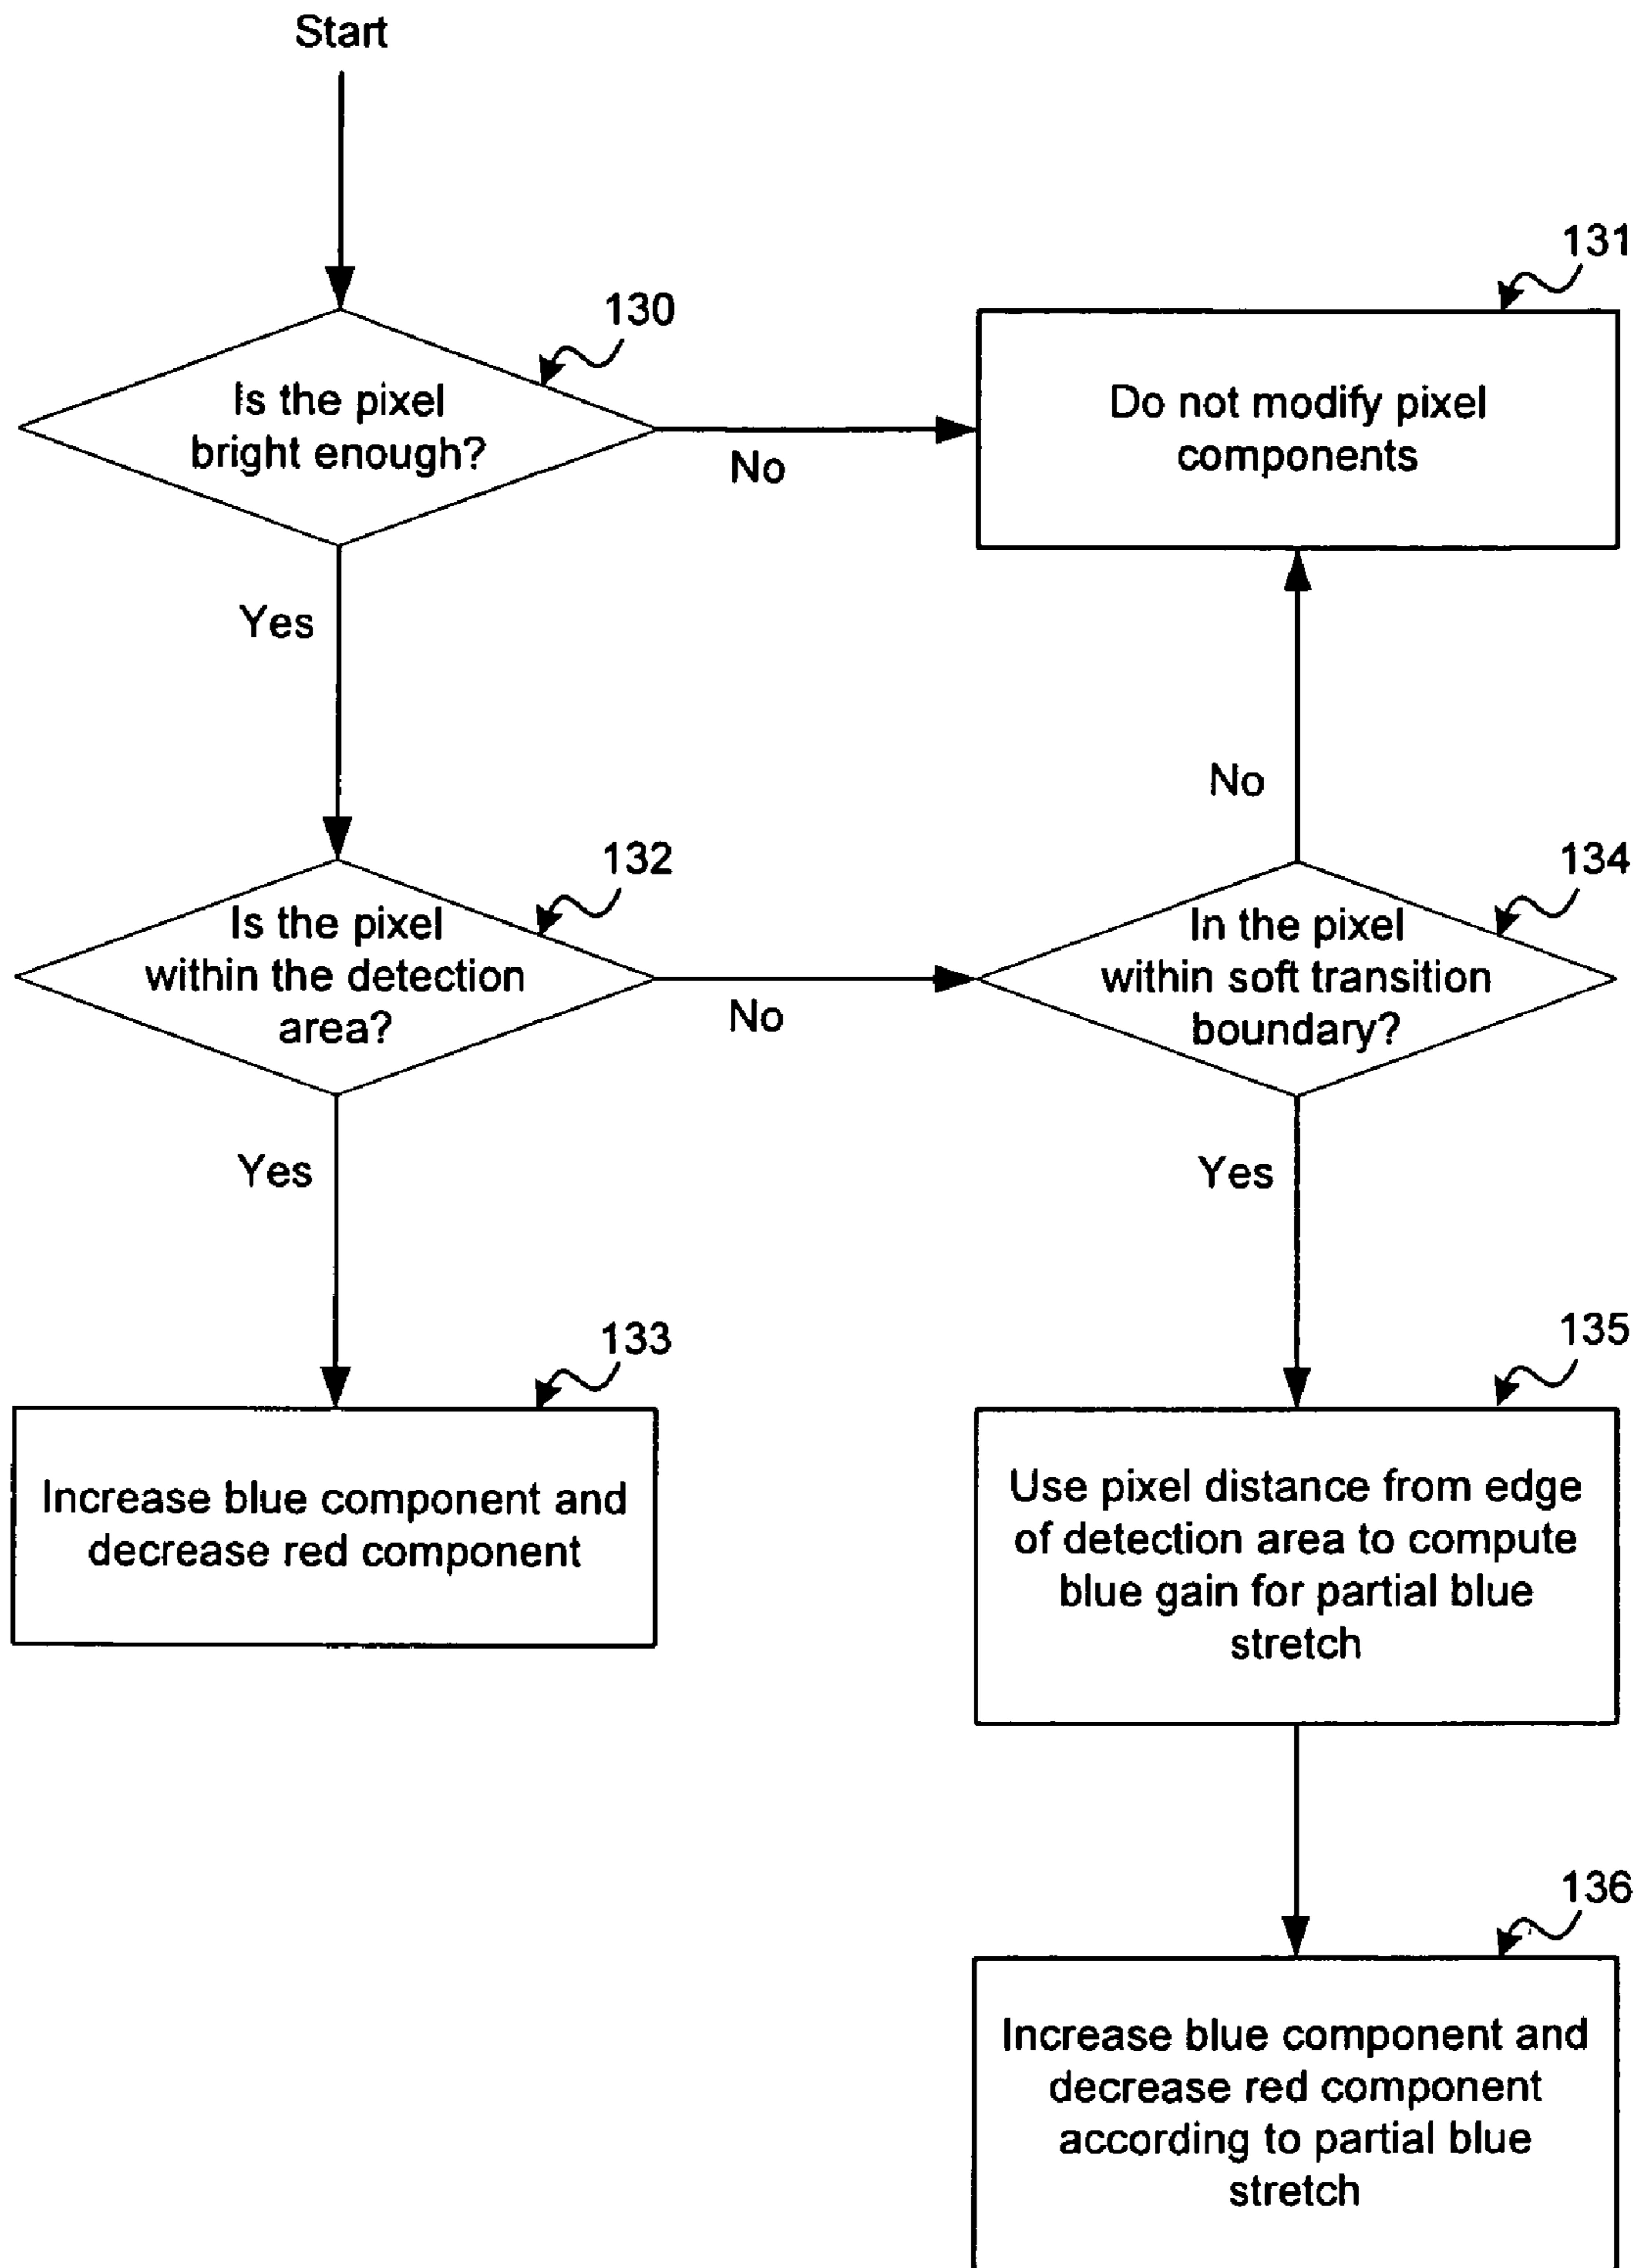 Start
130
Is the pixel
bright enough?
No
131
Do not modify pixel
components
Yes
No
132
Is the pixel
within the detection
area?
No
134
In the pixel
within soft transition
boundary?
Yes
Yes
133
Increase blue component and
decrease red component
135
Use pixel distance from edge
of detection area to compute
blue gain for partial blue
stretch
136
Increase blue component and
decrease red component
according to partial blue
stretch